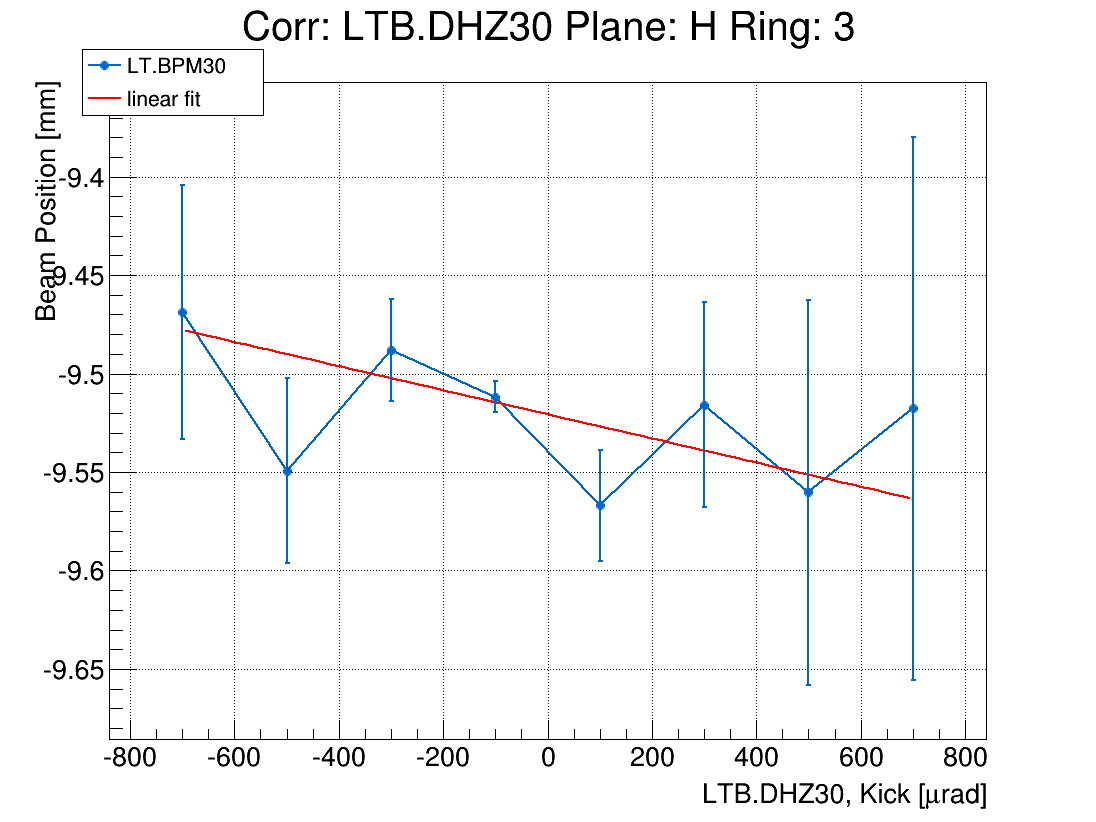 Corr: LTB.DHZ30 Plane: H Ring: 3
LT.BPM30
linear fit
Beam Position [mm]
-9.4
-9.45
-9.5
-9.55
-9.6
-9.65
-800 -600 -400 -200 0 200 400 600 800
LTB.DHZ30, Kick [μrad]